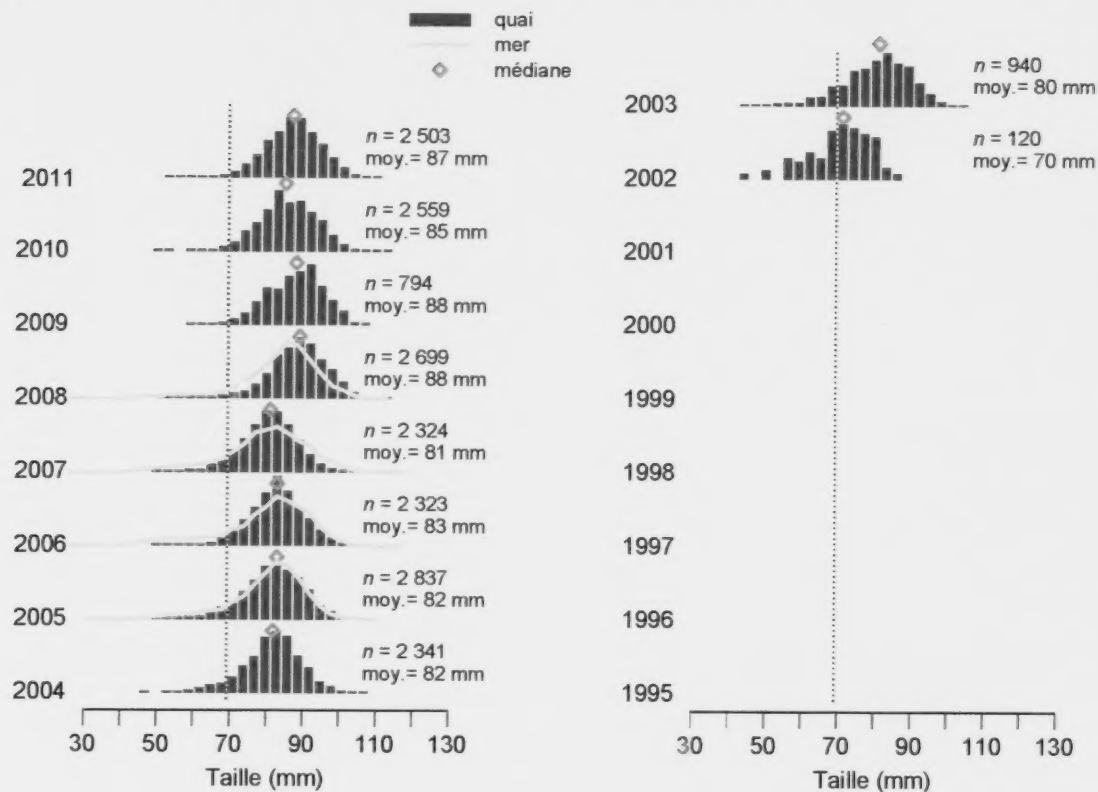 quai
mer
médiane
n = 2 503
moy.= 87 mm
2011
n = 2 559
moy.= 85 mm
2010
n = 794
moy.= 88 mm
2009
n = 2 699
moy.= 88 mm
2008
n = 2 324
moy.= 81 mm
2007
n = 2 323
moy.= 83 mm
2006
n = 2 837
moy.= 82 mm
2005
n = 2 341
moy.= 82 mm
2004
30 50 70 90 110 130
Taille (mm)
n = 940
moy.= 80 mm
2003
n = 120
moy.= 70 mm
2002
2001
2000
1999
1998
1997
1996
1995
30 50 70 90 110 130
Taille (mm)